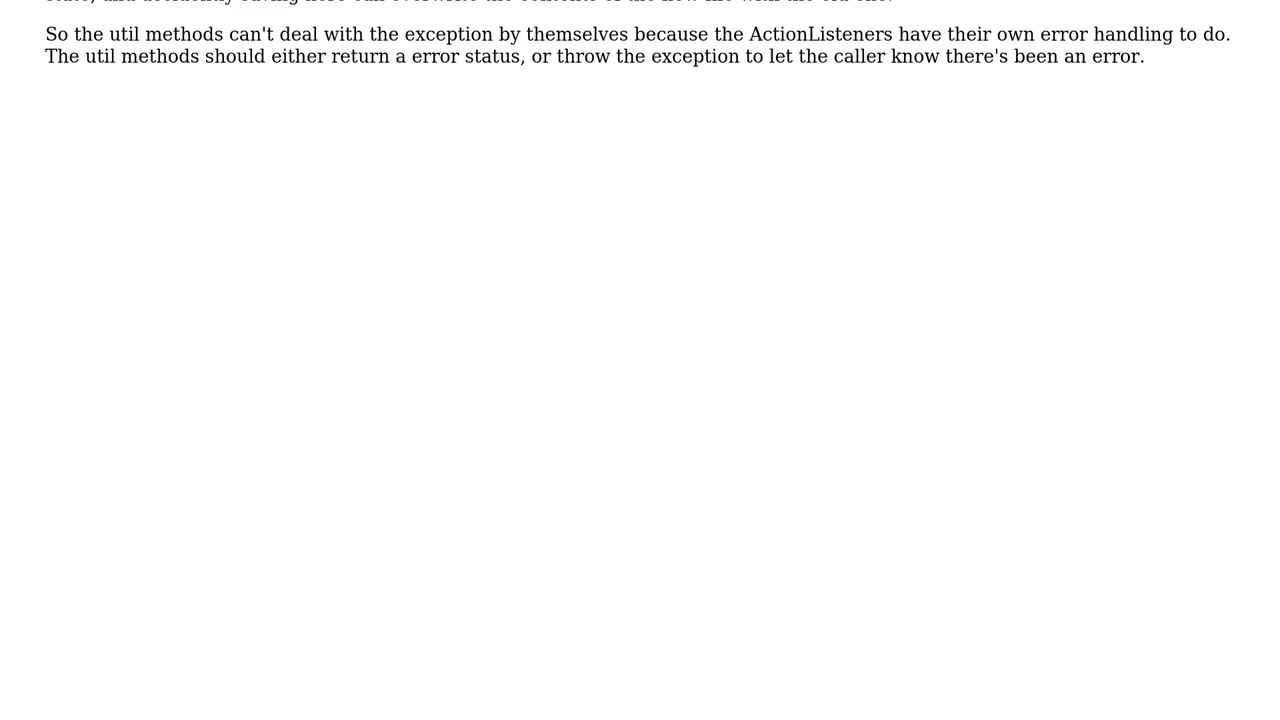 So the util methods can't deal with the exception by themselves because the ActionListeners have their own error handling to do.
The util methods should either return a error status, or throw the exception to let the caller know there's been an error.